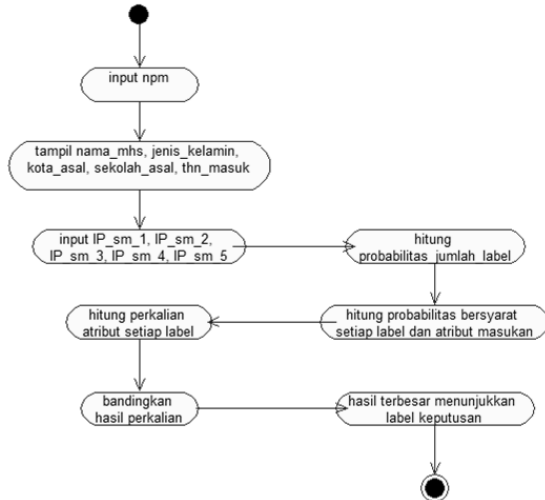 input npm
tampil nama_mhs, jenis_kelamin,
kota_asal, sekolah_asal, thn_masuk
input IP_sm_1, IP_sm_2,
IP_sm_3, IP_sm_4, IP_sm_5
hitung
probabilitas_jumlah_label
hitung probabilitas bersyarat
setiap label dan atribut masukan
hitung perkalian
atribut setiap label
bandingkan
hasil perkalian
hasil terbesar menunjukkan
label keputusan